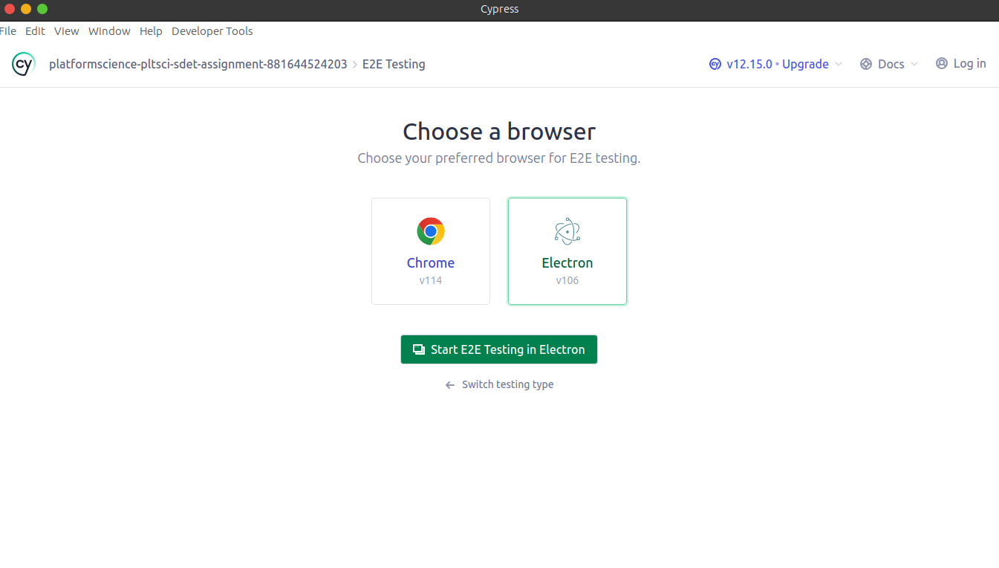 Cypress
File Edit View Window Help Developer Tools
cy platformscience-pltsci-sdet-assignment-881644524203 > E2E Testing cy v12.15.0 • Upgrade Docs Log in
Choose a browser
Choose your preferred browser for E2E testing.
Chrome Electron
v114 v106
Start E2E Testing in Electron
← Switch testing type